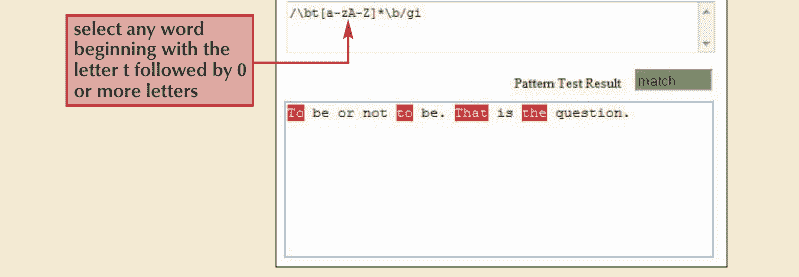 select any word
beginning with the
letter t followed by 0
or more letters
/\bt[a-zA-Z]*\b/gi
Pattern Test Result match
To be or not to be. That is the question.